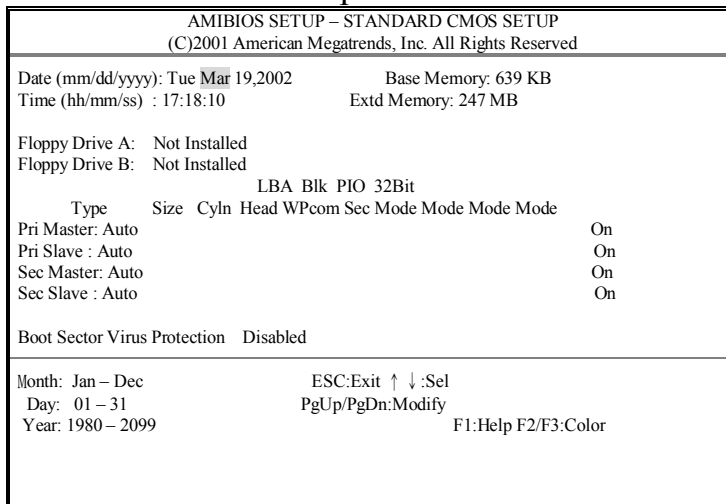 AMIBIOS SETUP – STANDARD CMOS SETUP
(C)2001 American Megatrends, Inc. All Rights Reserved
Date (mm/dd/yyyy): Tue Mar 19,2002 Base Memory: 639 KB
Time (hh/mm/ss) : 17:18:10 Extd Memory: 247 MB
Floppy Drive A: Not Installed
Floppy Drive B: Not Installed
LBA Blk PIO 32Bit
Type Size Cyln Head WPcom Sec Mode Mode Mode Mode
Pri Master: Auto On
Pri Slave : Auto On
Sec Master: Auto On
Sec Slave : Auto On
Boot Sector Virus Protection Disabled
Month: Jan – Dec ESC:Exit ↑ ↓ :Sel
Day: 01 – 31 PgUp/PgDn:Modify
Year: 1980 – 2099 F1:Help F2/F3:Color